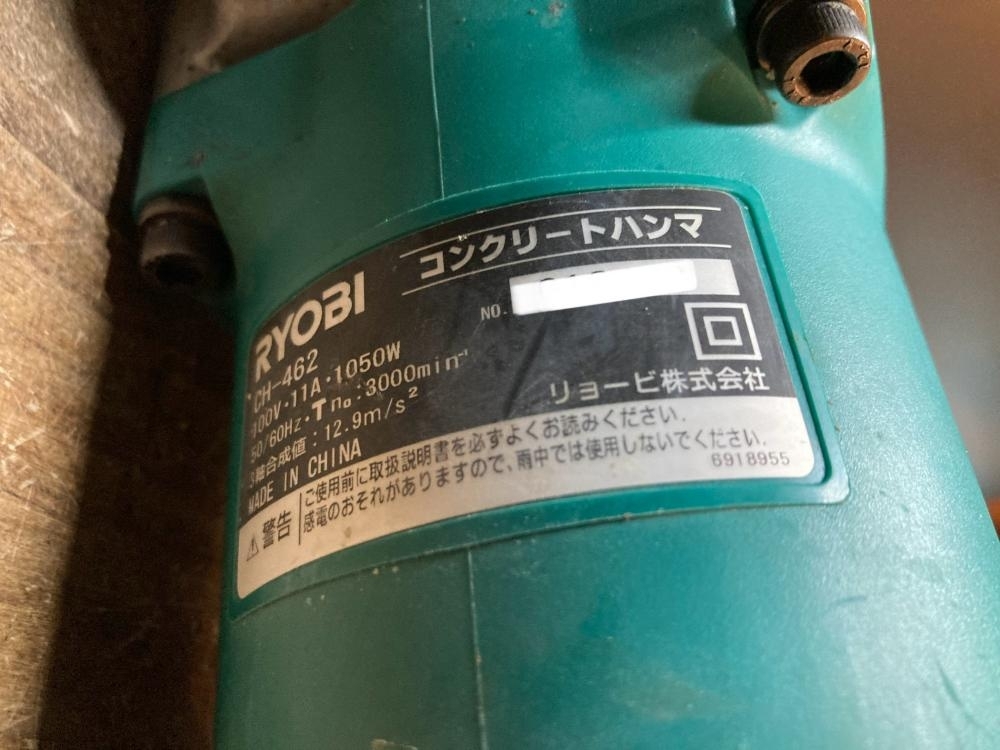 RYOBI
コンクリートハンマ
NO.
CH-462
100V・11A・1050W
50/60Hz・T n₀:3000min⁻¹
3軸合成値:12.9m/s²
MADE IN CHINA
リョービ株式会社
⚠警告
ご使用前に取扱説明書を必ずよくお読みください.
感電のおそれがありますので、雨中では使用しないでください.
6918955